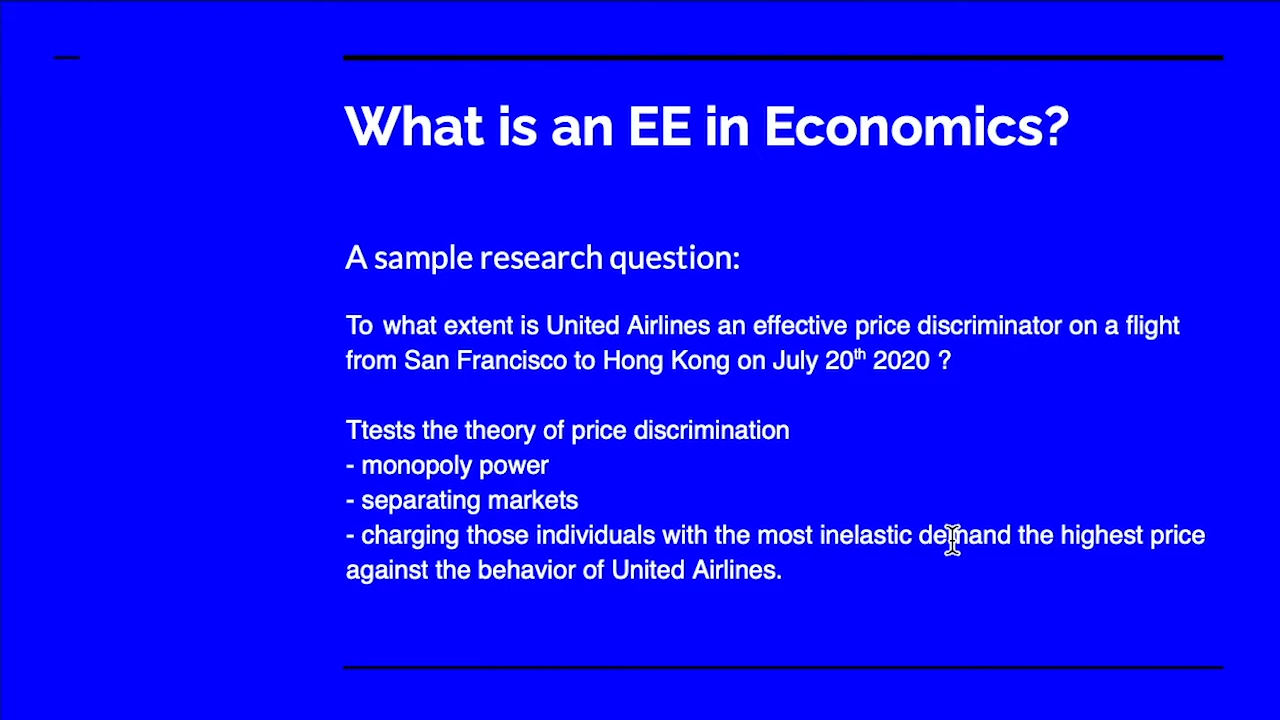 What is an EE in Economics?
A sample research question:
To what extent is United Airlines an effective price discriminator on a flight
from San Francisco to Hong Kong on July 20th 2020 ?
Ttests the theory of price discrimination
- monopoly power
- separating markets
- charging those individuals with the most inelastic demand the highest price
against the behavior of United Airlines.